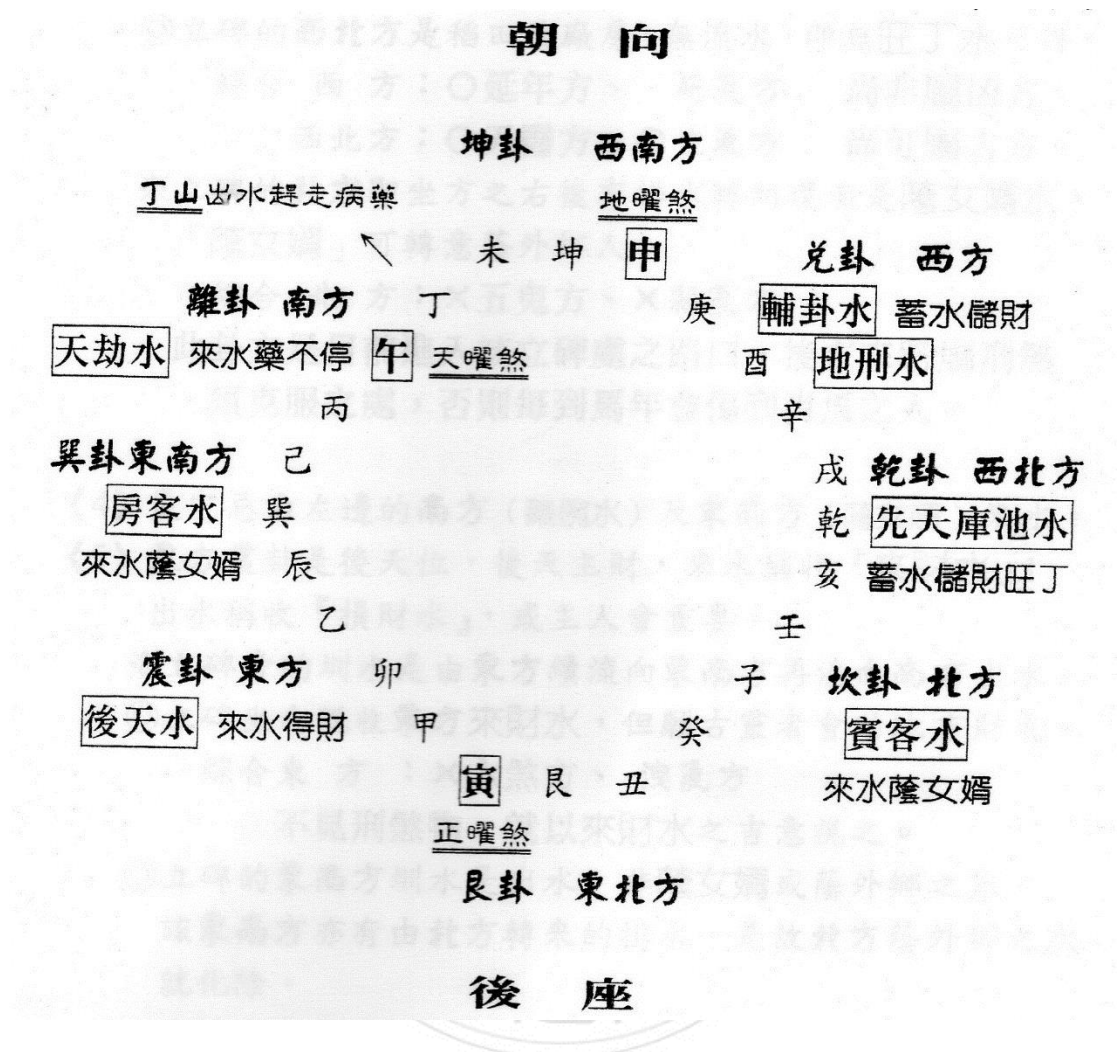 朝 向
坤卦 西南方
丁山出水趕走病藥 地曜煞
未 坤 申
兌卦 西方
離卦 南方 丁
庚 輔卦水 蓄水儲財
天劫水 來水藥不停 午 天曜煞
酉 地刑水
丙
辛
巽卦東南方 己
戌 乾卦 西北方
房客水 巽
乾 先天庫池水
來水蔭女婿 辰
亥 蓄水儲財旺丁
乙
壬
震卦 東方 卯
子 坎卦 北方
後天水 來水得財 甲
癸 賓客水
寅 艮 丑
來水蔭女婿
正曜煞
艮卦 東北方
後 座